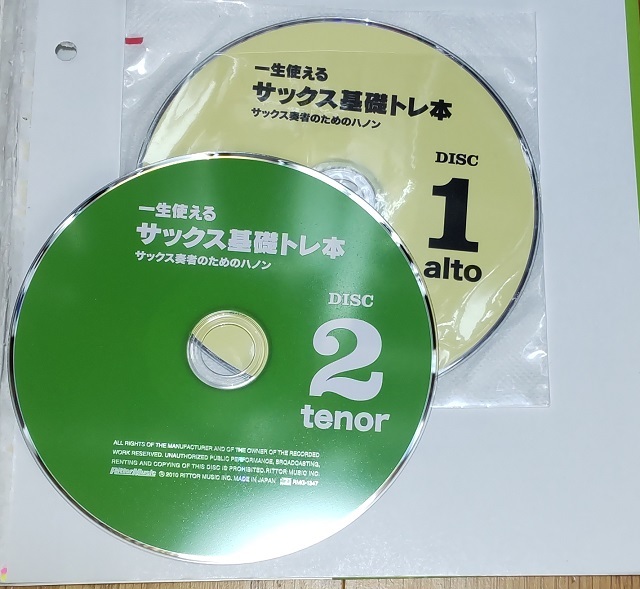 一生使える
サックス基礎トレ本
サックス奏者のためのハノン
DISC
1
alto
一生使える
サックス基礎トレ本
サックス奏者のためのハノン
DISC
2
tenor
ALL RIGHTS OF THE MANUFACTURER AND OF THE OWNER OF THE RECORDED
WORK RESERVED. UNAUTHORIZED PUBLIC PERFORMANCE, BROADCASTING,
RENTING AND COPYING OF THIS DISC IS PROHIBITED.RITTOR MUSIC INC.
RittorMusic ℗ 2010 RITTOR MUSIC INC. MADE IN JAPAN